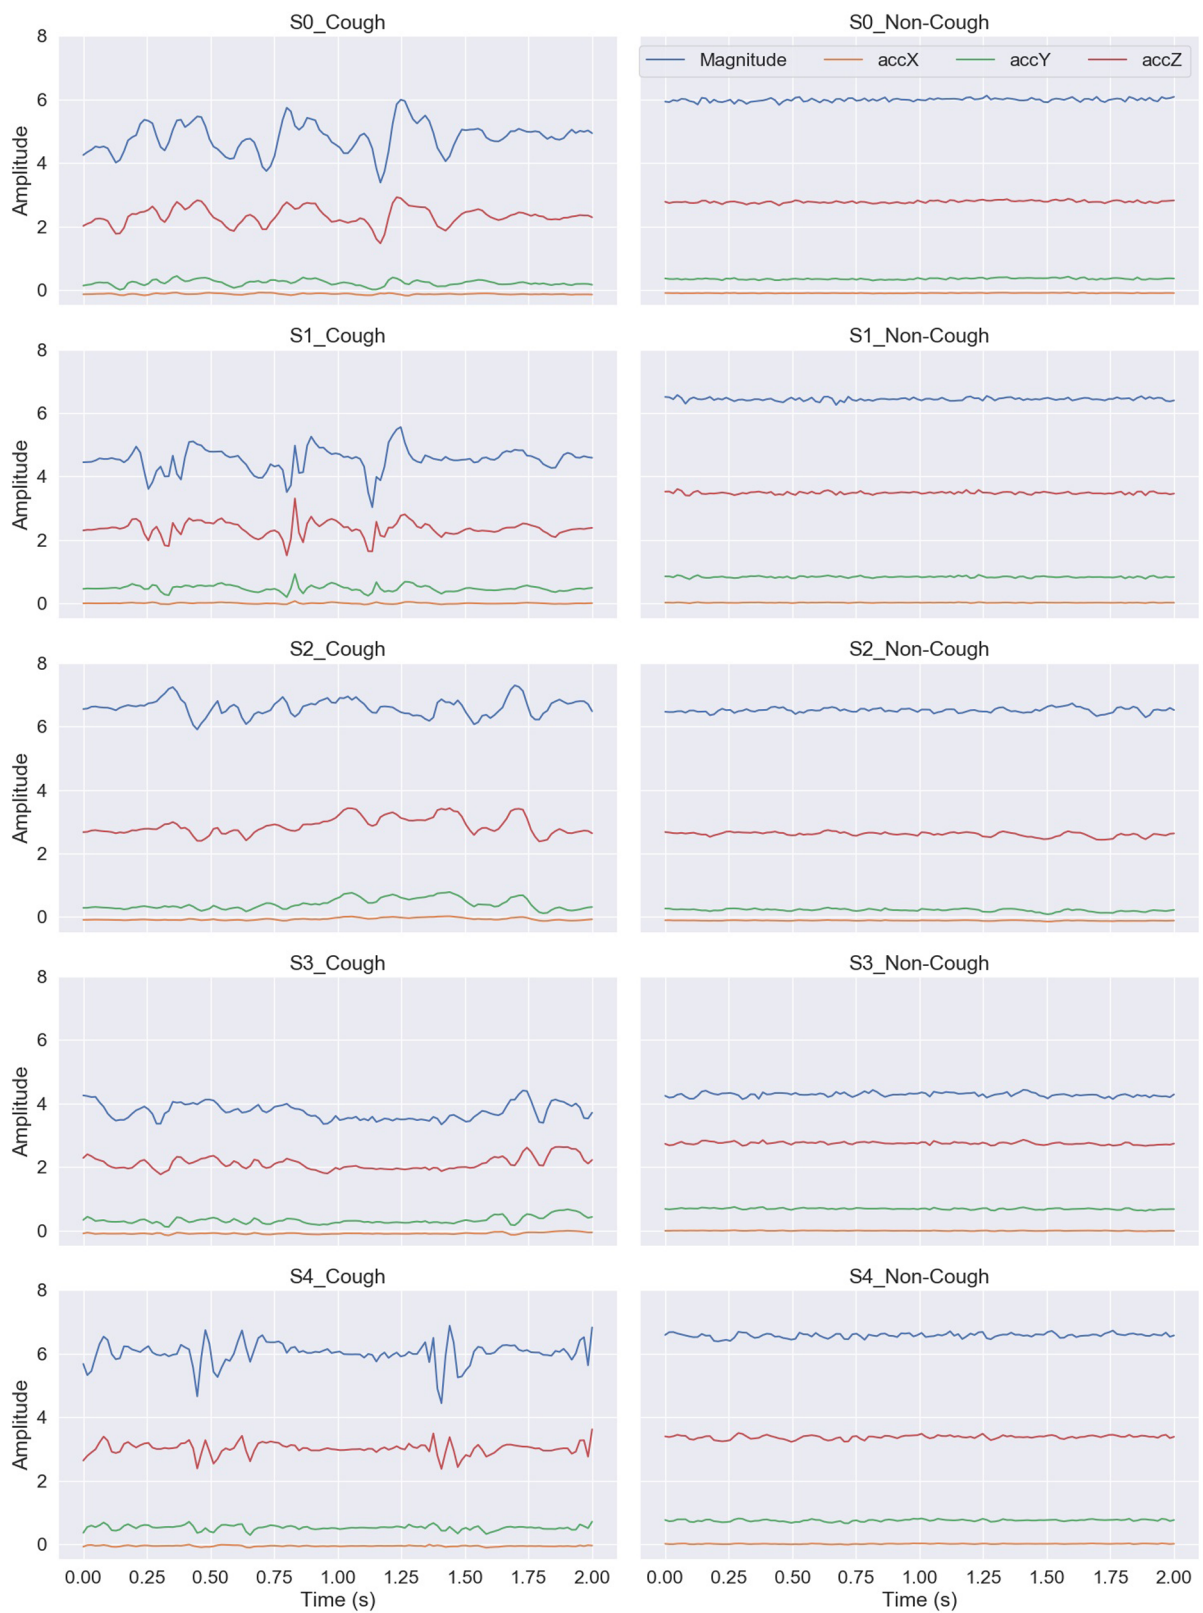 S0_Cough
S0_Non-Cough
8
6
4
2
0
Amplitude
Magnitude accX accY accZ
S1_Cough
S1_Non-Cough
8
6
4
2
0
Amplitude
S2_Cough
S2_Non-Cough
8
6
4
2
0
Amplitude
S3_Cough
S3_Non-Cough
8
6
4
2
0
Amplitude
S4_Cough
S4_Non-Cough
8
6
4
2
0
Amplitude
0.00 0.25 0.50 0.75 1.00 1.25 1.50 1.75 2.00
Time (s)
0.00 0.25 0.50 0.75 1.00 1.25 1.50 1.75 2.00
Time (s)